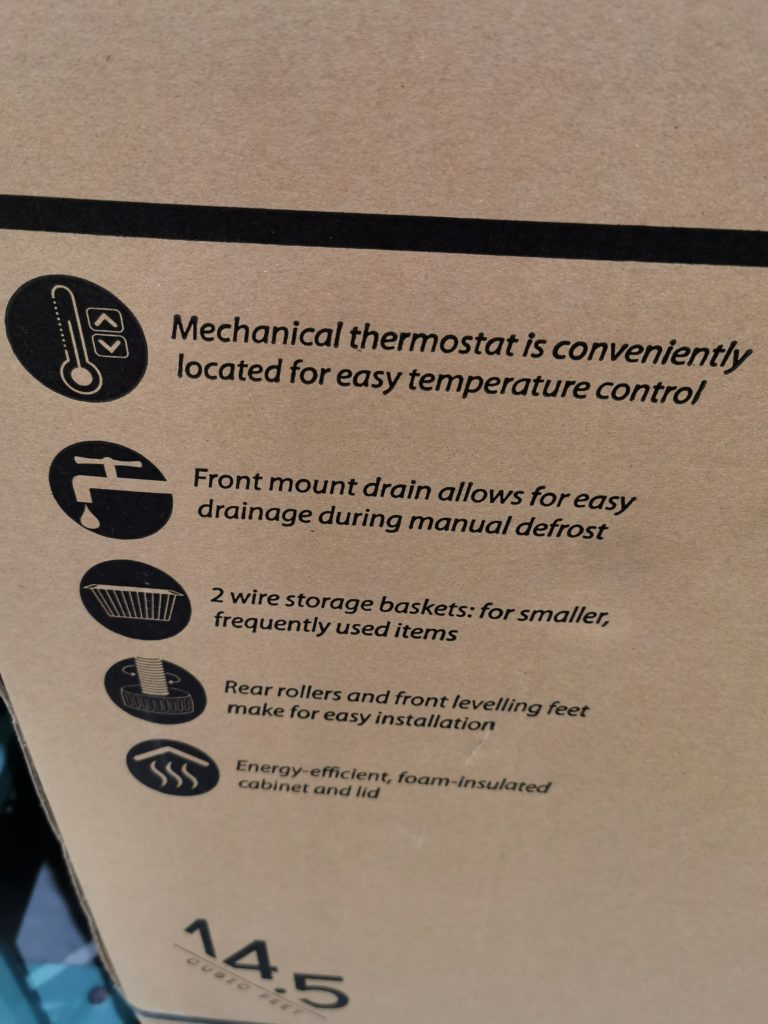 Mechanical thermostat is conveniently
located for easy temperature control
Front mount drain allows for easy
drainage during manual defrost
2 wire storage baskets: for smaller,
frequently used items
Rear rollers and front levelling feet
make for easy installation
Energy-efficient, foam-insulated
cabinet and lid
14.5
CUBIC FEET